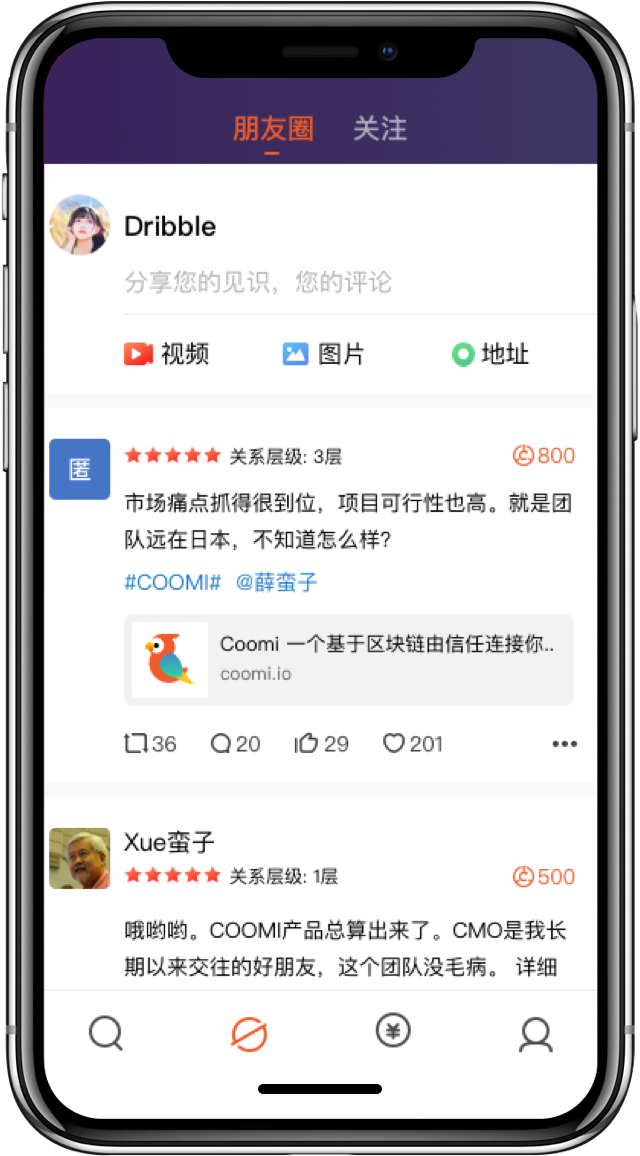 朋友圈 关注
Dribble
分享您的见识，您的评论
视频 图片 地址
匿
关系层级: 3层 800
市场痛点抓得很到位，项目可行性也高。就是团
队远在日本，不知道怎么样?
#COOMI# @薛蛮子
Coomi 一个基于区块链由信任连接你..
coomi.io
36 20 29 201
Xue蛮子
关系层级: 1层 500
哦哟哟。COOMI产品总算出来了。CMO是我长
期以来交往的好朋友，这个团队没毛病。 详细
¥